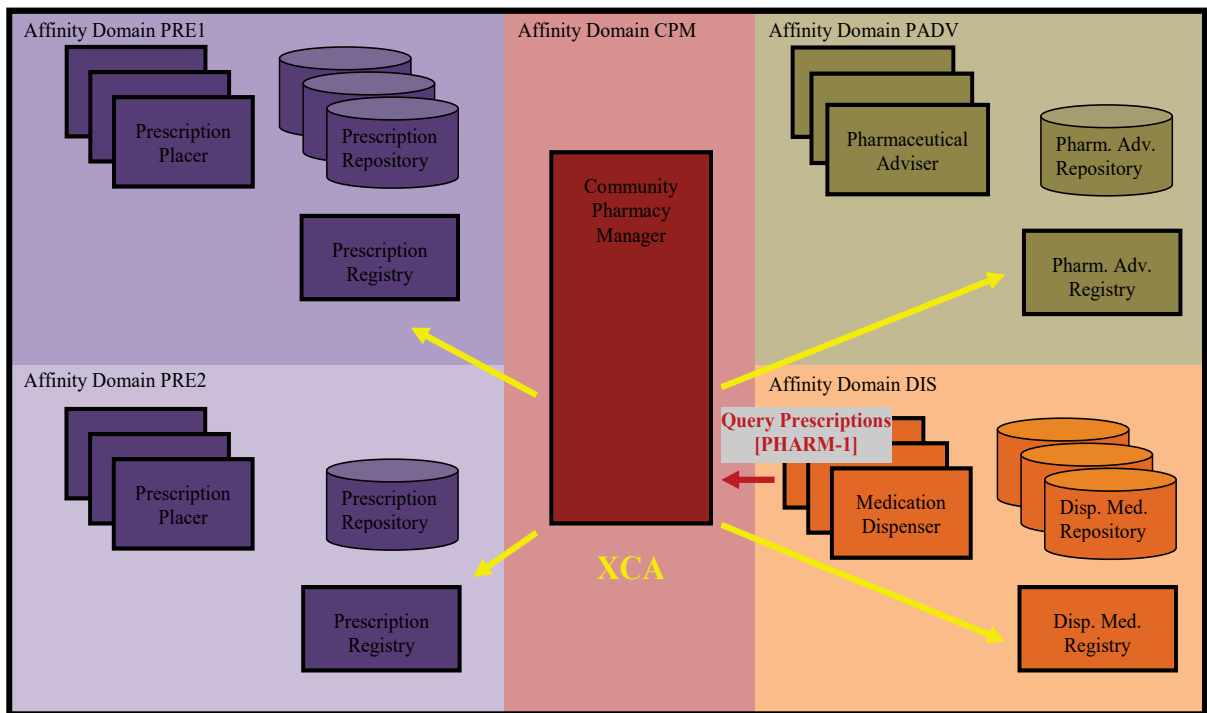 Affinity Domain PRE1
Prescription
Placer
Prescription
Repository
Prescription
Registry
Affinity Domain CPM
Community
Pharmacy
Manager
XCA
Affinity Domain PADV
Pharmaceutical
Adviser
Pharm. Adv.
Repository
Pharm. Adv.
Registry
Affinity Domain PRE2
Prescription
Placer
Prescription
Repository
Prescription
Registry
Affinity Domain DIS
Query Prescriptions
[PHARM-1]
Medication
Dispenser
Disp. Med.
Repository
Disp. Med.
Registry